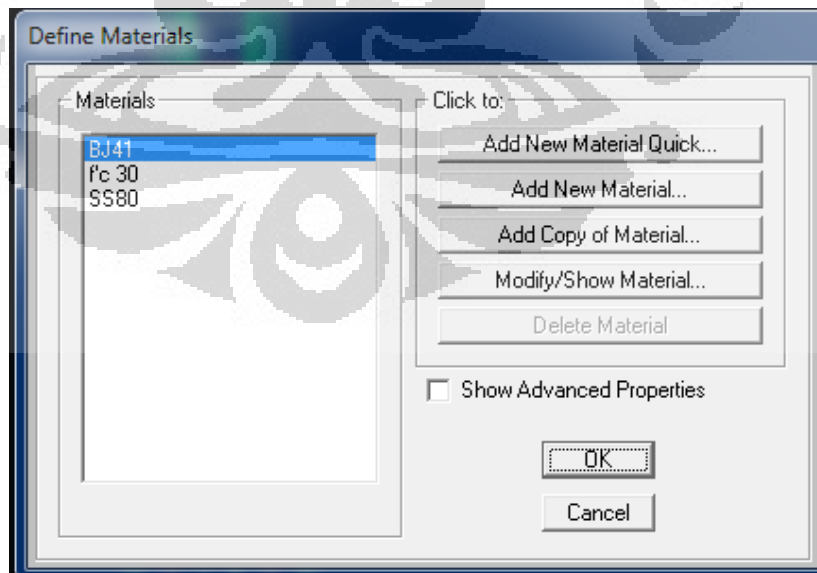 Define Materials
Materials
BJ41
f'c 30
SS80
Click to:
Add New Material Quick...
Add New Material...
Add Copy of Material...
Modify/Show Material...
Delete Material
Show Advanced Properties
OK
Cancel